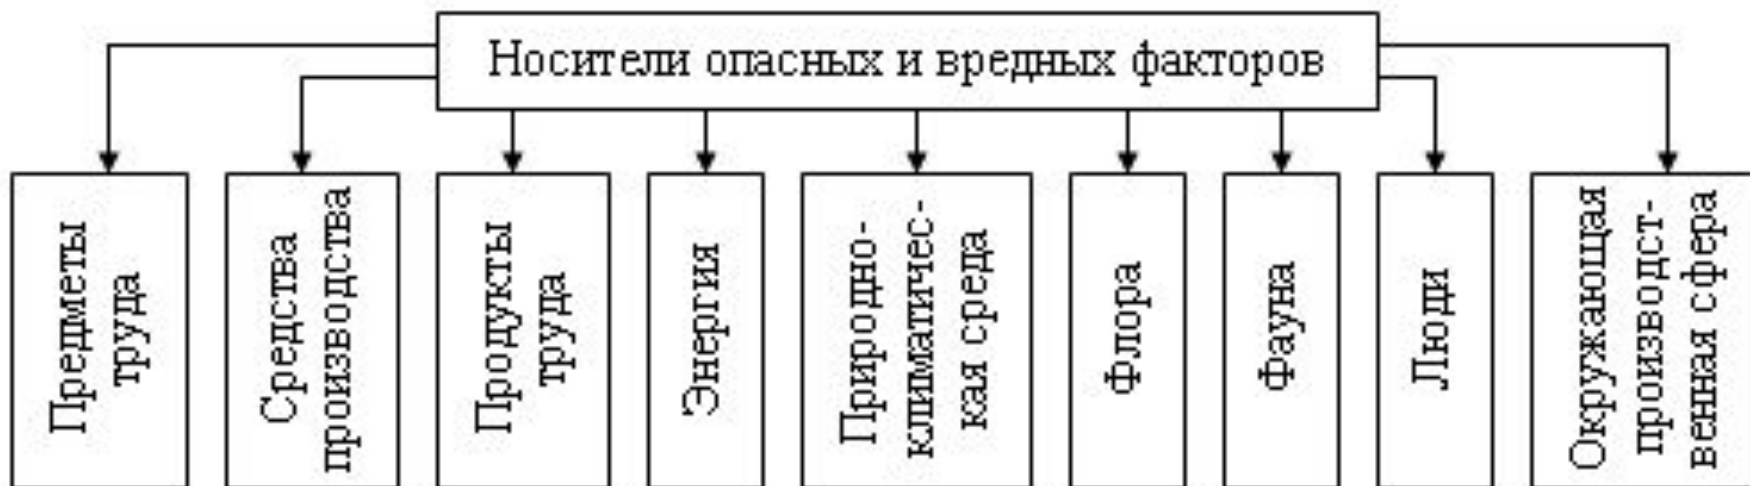 Носители опасных и вредных факторов
Предметы
труда
Средства
производства
Продукты
труда
Энергия
Природно-
климатичес-
кая среда
Флора
Фауна
Люди
Окружающая
производст-
венная сфера